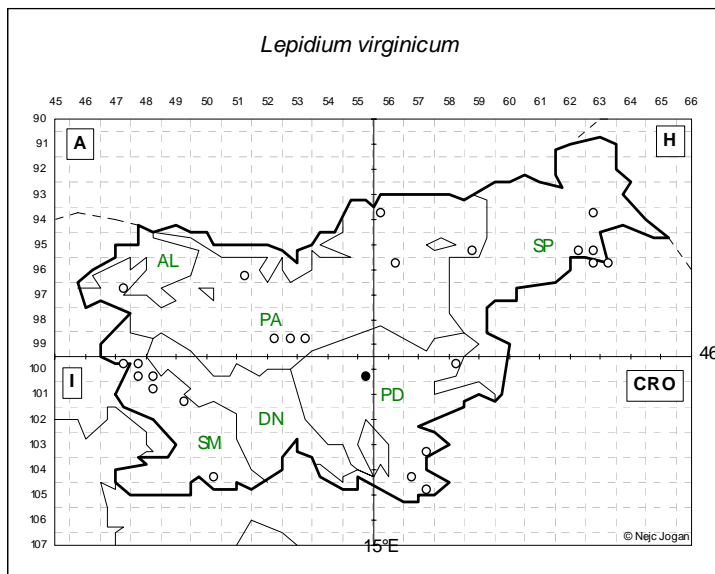 Lepidium virginicum
45 46 47 48 49 50 51 52 53 54 55 56 57 58 59 60 61 62 63 64 65 66
90
A H
91
92
93
94
95 SP
AL
96
97
PA
98
99
46
100
I CRO
101 PD
102 DN
103 SM
104
105
106
107
15°E
© Nejc Jogan